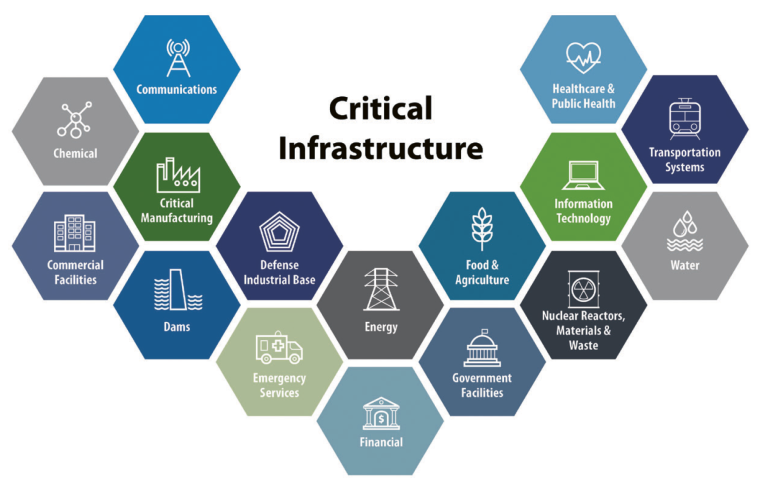 Critical
Infrastructure
Communications
Healthcare &
Public Health
Chemical
Transportation
Systems
Critical
Manufacturing
Information
Technology
Commercial
Facilities
Defense
Industrial Base
Food &
Agriculture
Water
Dams
Energy
Nuclear Reactors,
Materials &
Waste
Emergency
Services
Government
Facilities
$
Financial